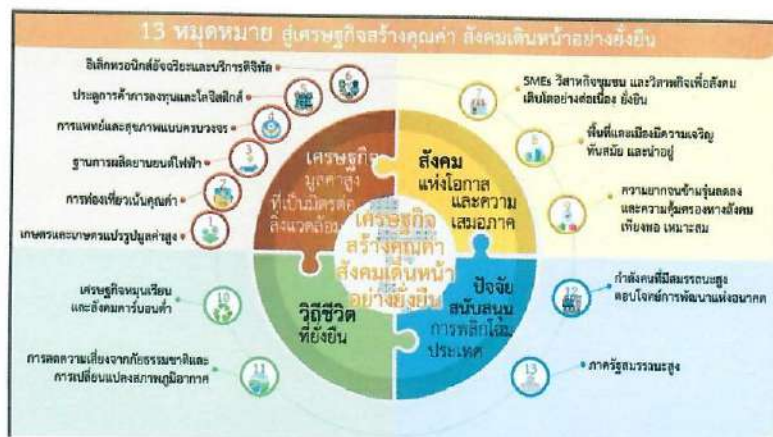 13 หมุดหมาย สู่เศรษฐกิจสร้างคุณค่า สังคมเดินหน้าอย่างยั่งยืน
อิเล็กทรอนิกส์อัจฉริยะและบริการดิจิทัล
6
ประตูการค้าการลงทุนและโลจิสติกส์
5
การแพทย์และสุขภาพแบบครบวงจร
4
ฐานการผลิตยานยนต์ไฟฟ้า
3
การท่องเที่ยวเน้นคุณค่า
2
เกษตรและเกษตรแปรรูปมูลค่าสูง
1
เศรษฐกิจ
มูลค่าสูง
ที่เป็นมิตรต่อ
สิ่งแวดล้อม
สังคม
แห่งโอกาส
และความ
เสมอภาค
7
SMEs วิสาหกิจชุมชน และวิสาหกิจเพื่อสังคม
เติบโตอย่างต่อเนื่อง ยั่งยืน
8
พื้นที่และเมืองมีความเจริญ
ทันสมัย และน่าอยู่
9
ความยากจนข้ามรุ่นลดลง
และความคุ้มครองทางสังคม
เพียงพอ เหมาะสม
เศรษฐกิจ
สร้างคุณค่า
สังคมเดินหน้า
อย่างยั่งยืน
เศรษฐกิจหมุนเวียน
และสังคมคาร์บอนต่ำ
10
การลดความเสี่ยงจากภัยธรรมชาติและ
การเปลี่ยนแปลงสภาพภูมิอากาศ
11
วิถีชีวิต
ที่ยั่งยืน
ปัจจัย
สนับสนุน
การพลิกโฉม
ประเทศ
12
กำลังคนที่มีสมรรถนะสูง
ตอบโจทย์การพัฒนาแห่งอนาคต
13
ภาครัฐสมรรถนะสูง